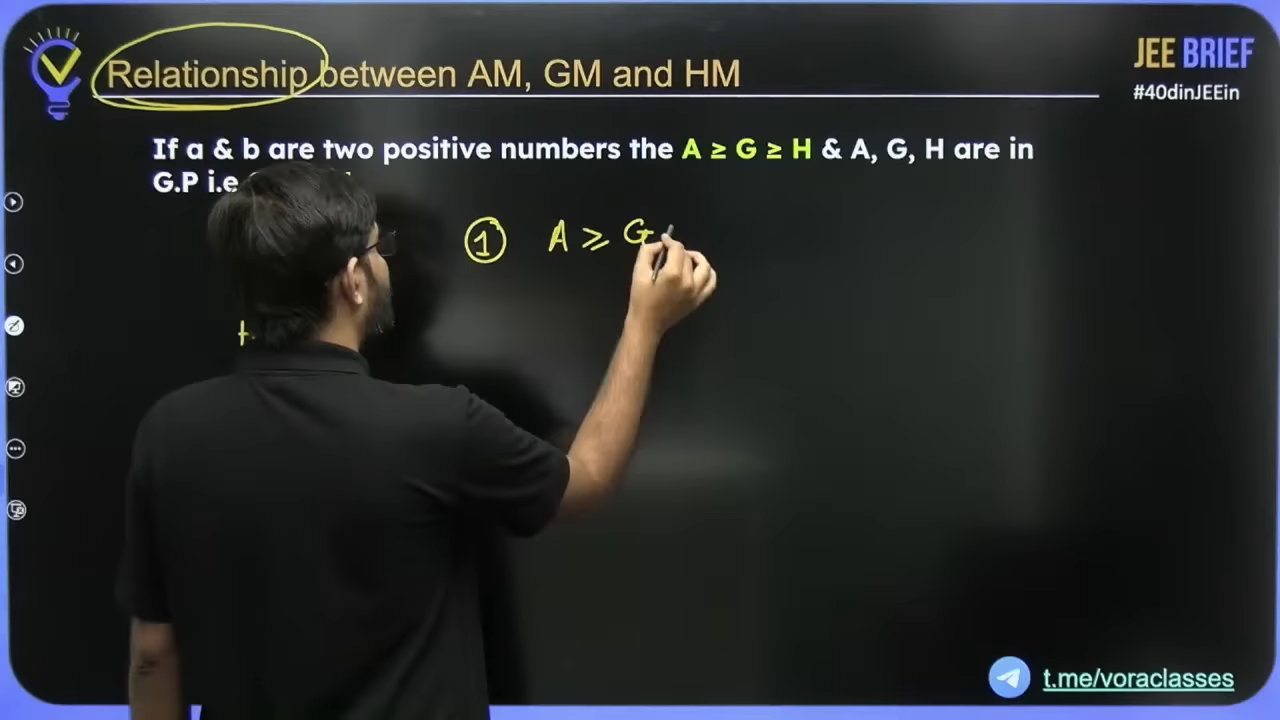 Relationship between AM, GM and HM
JEE BRIEF
#40dinJEEin
If a & b are two positive numbers the A ≥ G ≥ H & A, G, H are in
G.P i.e
① A ≥ G
t.me/voraclasses